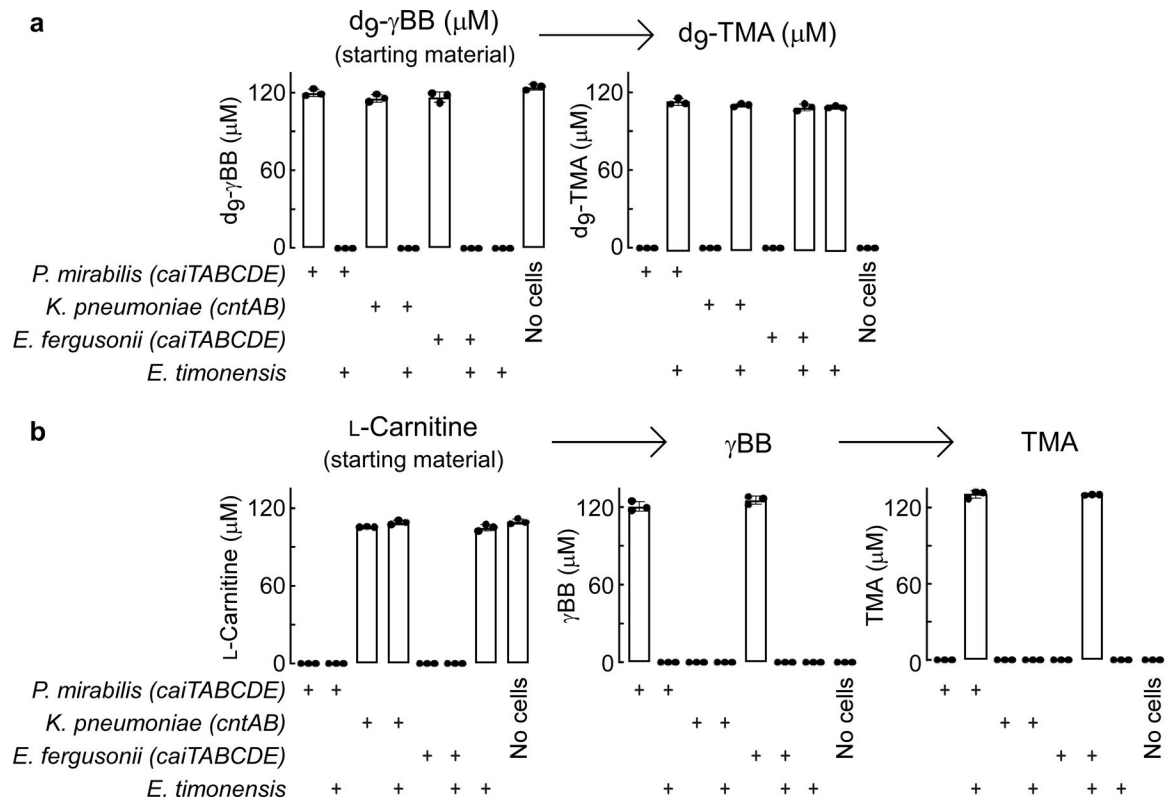 a
d9-γBB (μM)
(starting material)
d9-TMA (μM)
d9-γBB (μM)
120
60
0
d9-TMA (μM)
120
60
0
P. mirabilis (caiTABCDE) + + + +
K. pneumoniae (cntAB) + + + +
E. fergusonii (caiTABCDE) + + + +
E. timonensis + + + + + + + +
No cells
No cells
b
L-Carnitine
(starting material)
γBB
TMA
L-Carnitine (μM)
120
60
0
γBB (μM)
120
60
0
TMA (μM)
120
60
0
P. mirabilis (caiTABCDE) + + + + + +
K. pneumoniae (cntAB) + + + + + +
E. fergusonii (caiTABCDE) + + + + + +
E. timonensis + + + + + + + + + + + +
No cells
No cells
No cells